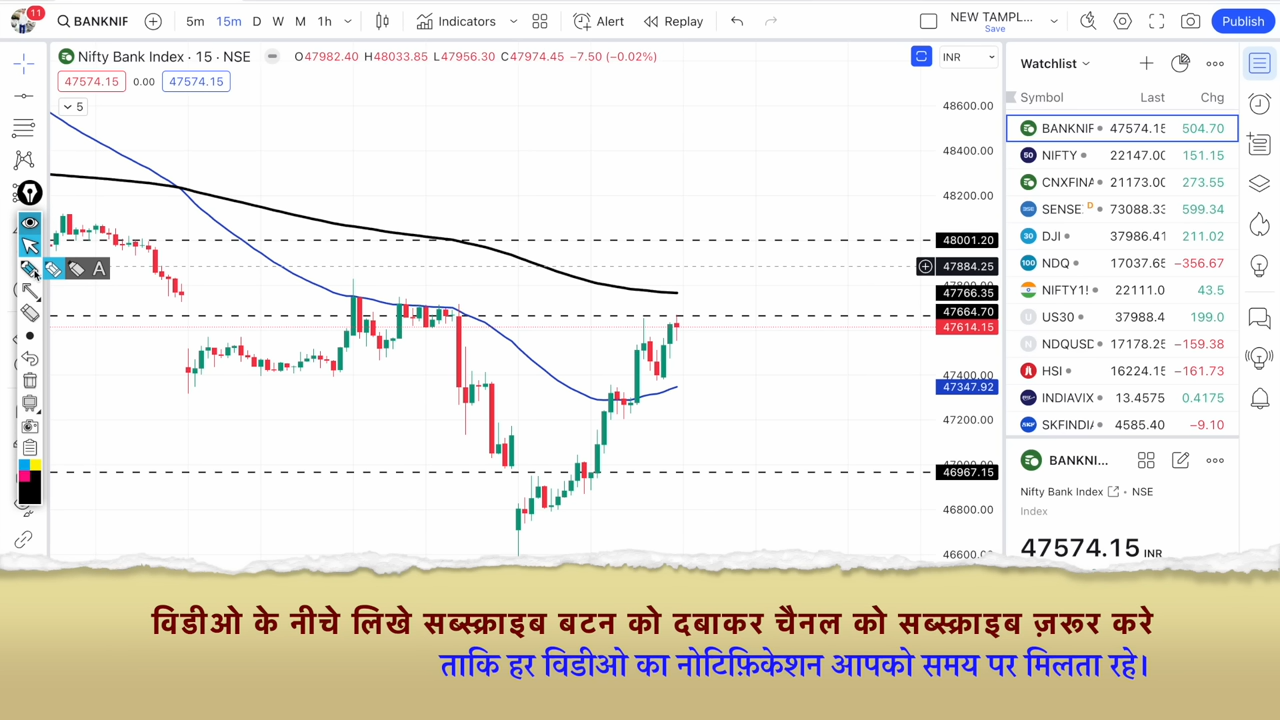 11
BANKNIF
5m 15m D W M 1h
Indicators
Alert
Replay
NEW TAMPL...
Save
Publish
Nifty Bank Index · 15 · NSE
O47982.40 H48033.85 L47956.30 C47974.45 −7.50 (−0.02%)
INR
47574.15 0.00 47574.15
5
A
48600.00
48400.00
48200.00
48001.20
47884.25
47766.35
47664.70
47614.15
47400.00
47347.92
47200.00
46967.15
46800.00
Watchlist
Symbol Last Chg
BANKNIF 47574.15 504.70
50 NIFTY 22147.00 151.15
CNXFINA 21173.00 273.55
SENSE: D 73088.33 599.34
30 DJI 37986.41 211.02
100 NDQ 17037.65 −356.67
NIFTY1! 22111.0 43.5
U US30 37988.4 199.0
N NDQUSD 17178.25 −159.38
HSI 16224.15 −161.73
INDIAVIX 13.4575 0.4175
SKFINDIA 4585.40 −9.10
BANKNI...
Nifty Bank Index • NSE
Index
47574.15 INR
विडीओ के नीचे लिखे सब्स्क्राइब बटन को दबाकर चैनल को सब्स्क्राइब ज़रूर करे
ताकि हर विडीओ का नोटिफ़िकेशन आपको समय पर मिलता रहे।